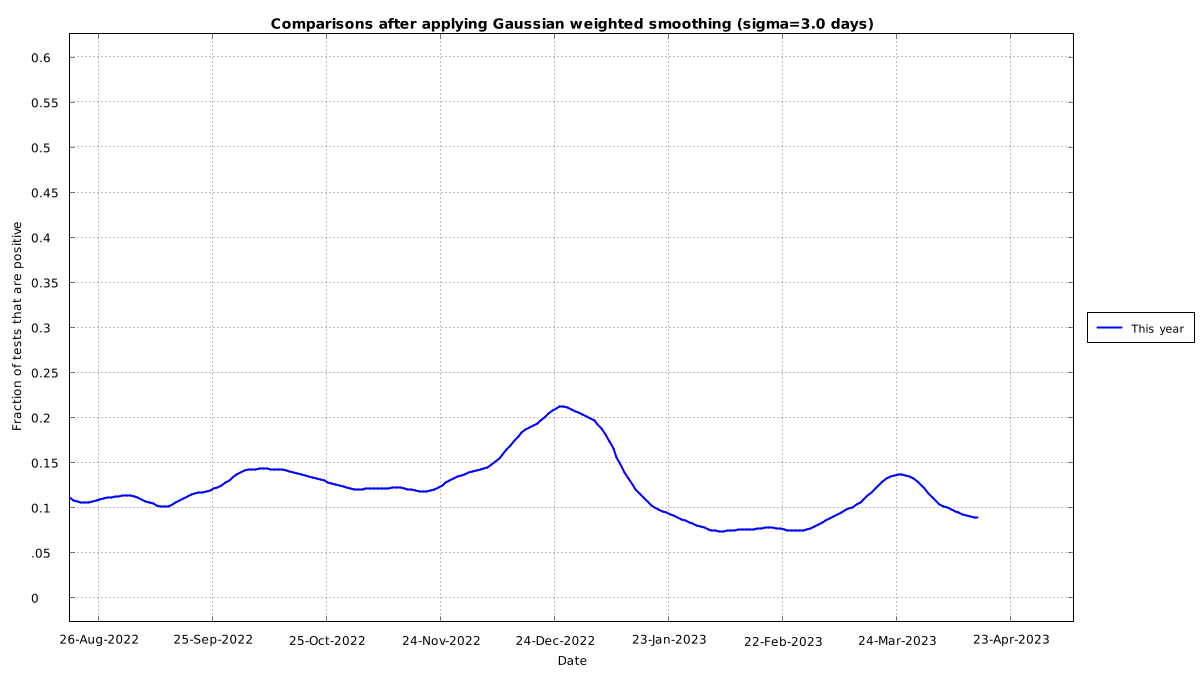 Comparisons after applying Gaussian weighted smoothing (sigma=3.0 days)
0.6
0.55
0.5
0.45
0.4
0.35
0.3
0.25
0.2
0.15
0.1
.05
0
Fraction of tests that are positive
This year
26-Aug-2022 25-Sep-2022 25-Oct-2022 24-Nov-2022 24-Dec-2022 23-Jan-2023 22-Feb-2023 24-Mar-2023 23-Apr-2023
Date